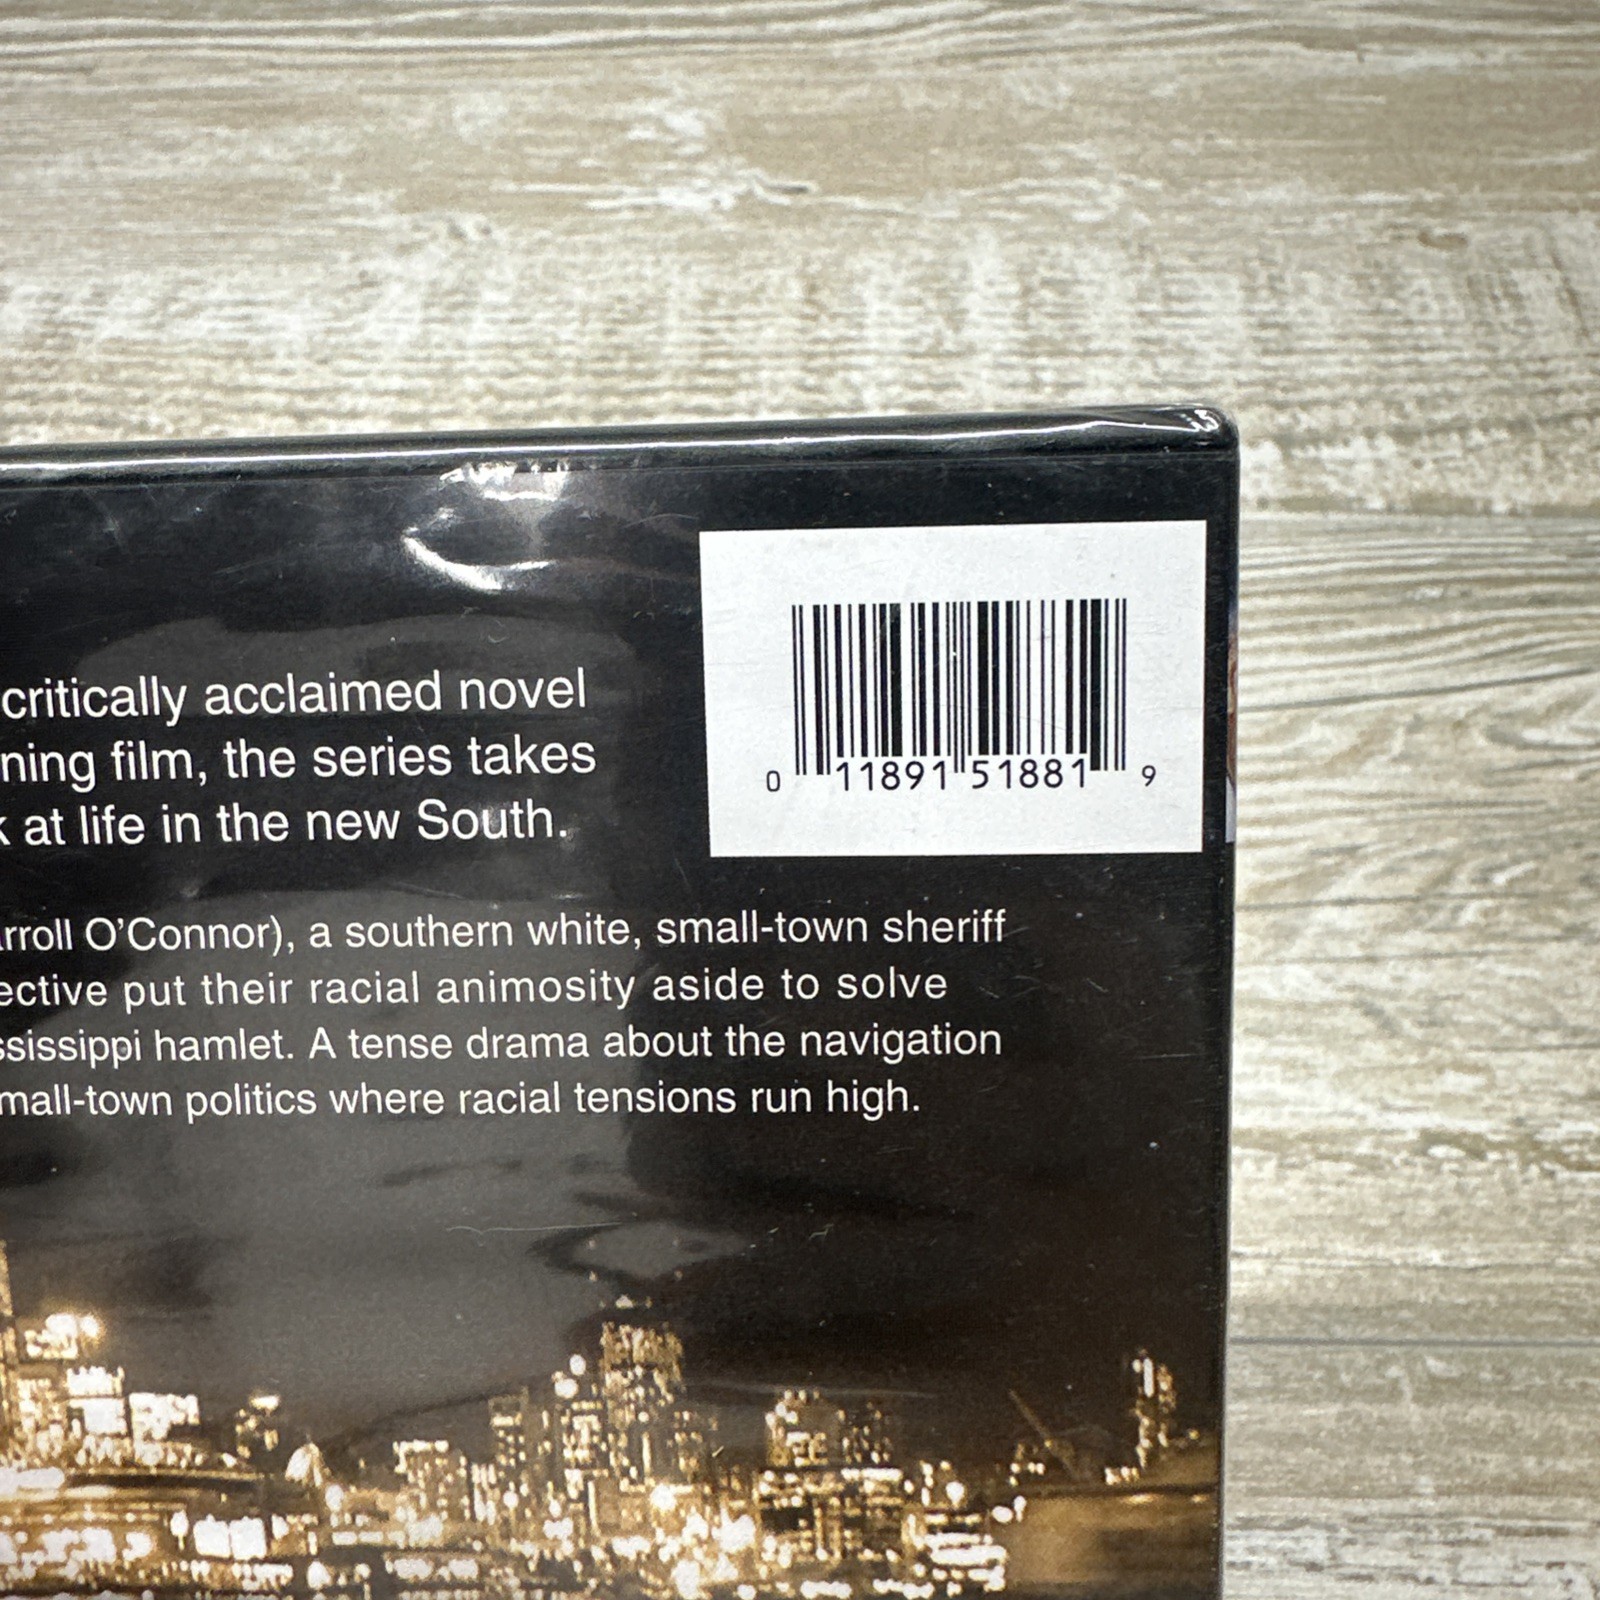 critically acclaimed novel
ning film, the series takes
at life in the new South.
0 11891 51881 9
rroll O'Connor), a southern white, small-town sheriff
ective put their racial animosity aside to solve
ssissippi hamlet. A tense drama about the navigation
mall-town politics where racial tensions run high.